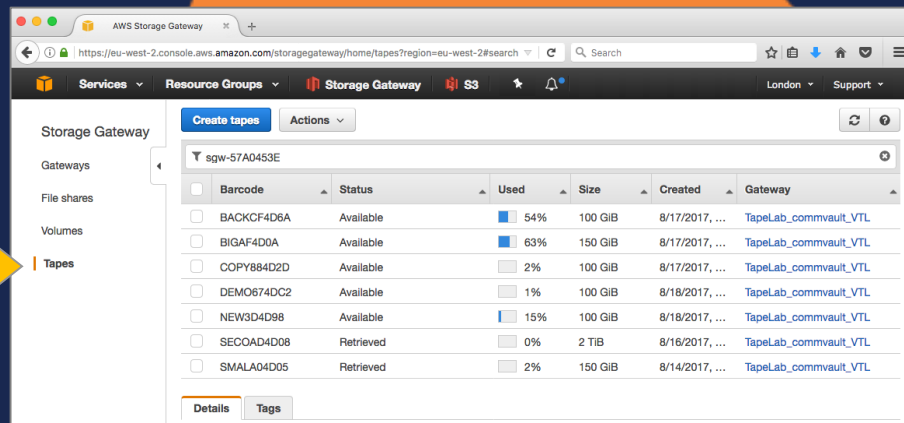 AWS Storage Gateway
https://eu-west-2.console.aws.amazon.com/storagegateway/home/tapes?region=eu-west-2#search
Search
Services Resource Groups Storage Gateway S3 London Support
Storage Gateway
Gateways
File shares
Volumes
Tapes
Create tapes Actions
sgw-57A0453E
Barcode Status Used Size Created Gateway
BACKCF4D6A Available 54% 100 GiB 8/17/2017, ... TapeLab_commvault_VTL
BIGAF4D0A Available 63% 150 GiB 8/17/2017, ... TapeLab_commvault_VTL
COPY884D2D Available 2% 100 GiB 8/17/2017, ... TapeLab_commvault_VTL
DEMO674DC2 Available 1% 100 GiB 8/18/2017, ... TapeLab_commvault_VTL
NEW3D4D98 Available 15% 100 GiB 8/18/2017, ... TapeLab_commvault_VTL
SECOAD4D08 Retrieved 0% 2 TiB 8/16/2017, ... TapeLab_commvault_VTL
SMALA04D05 Retrieved 2% 150 GiB 8/14/2017, ... TapeLab_commvault_VTL
Details Tags